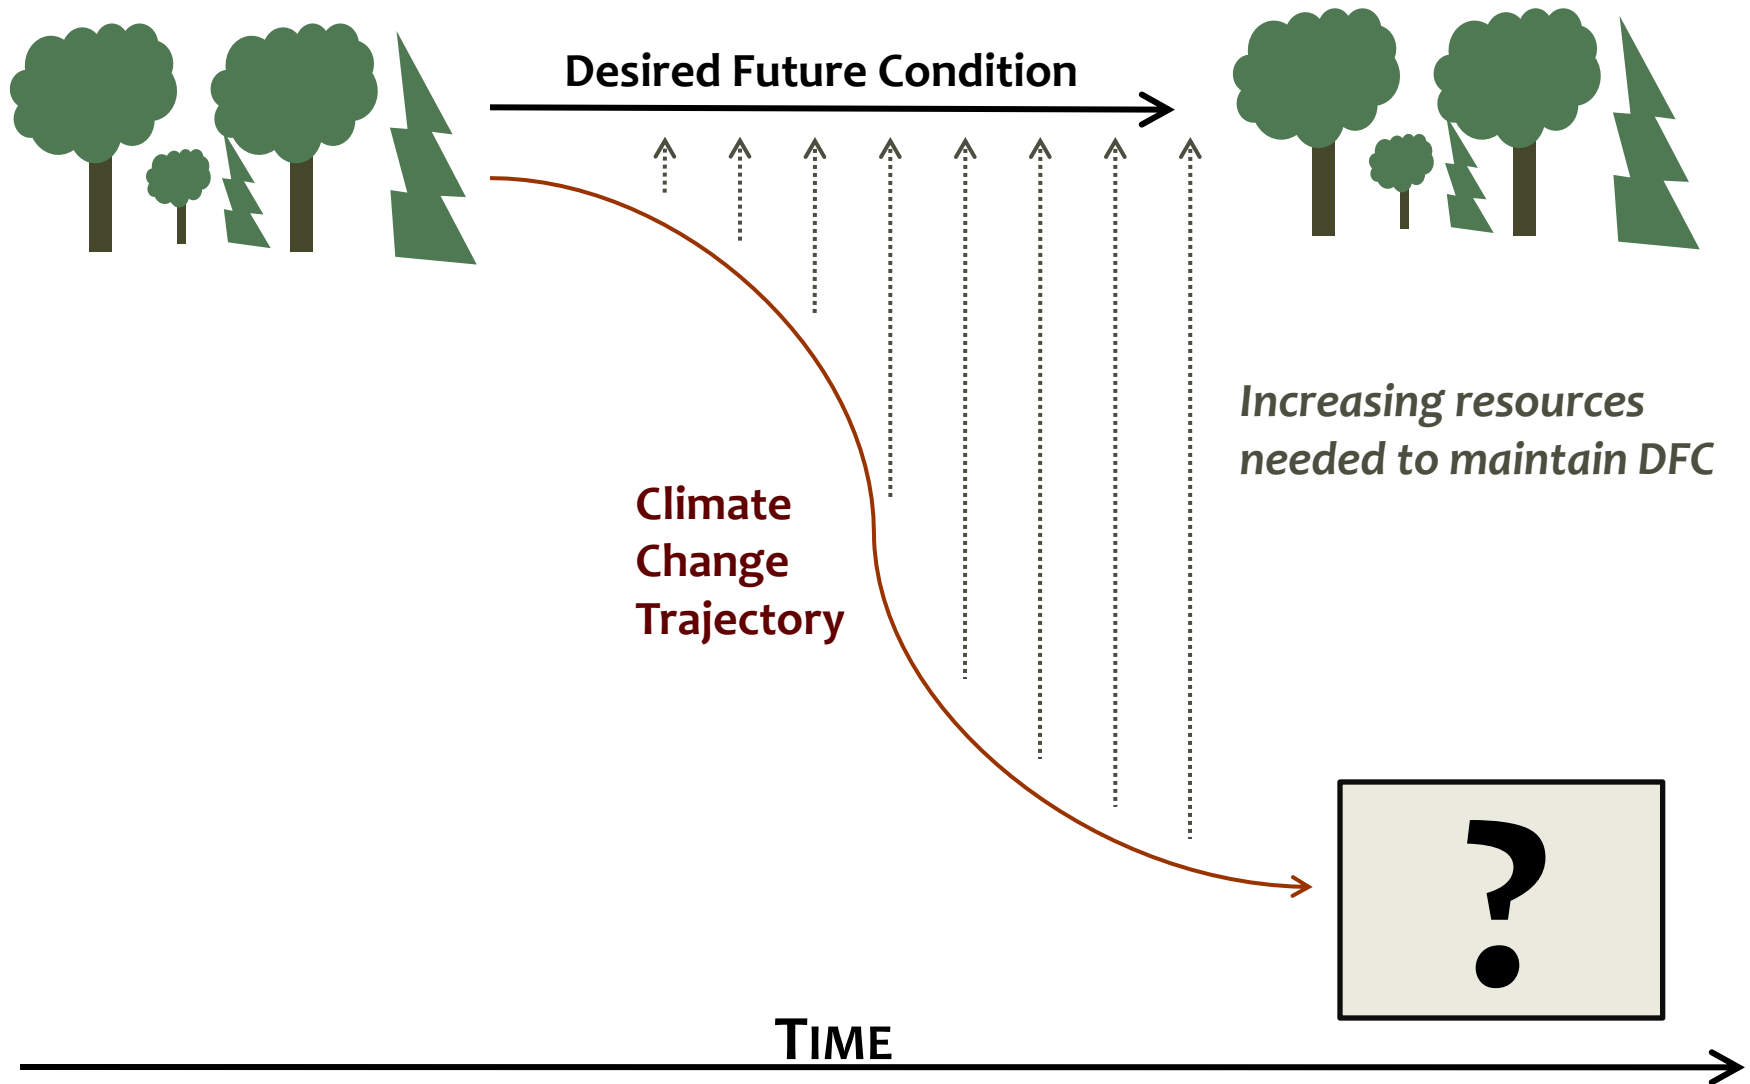 Desired Future Condition
Increasing resources
needed to maintain DFC
Climate
Change
Trajectory
?
TIME